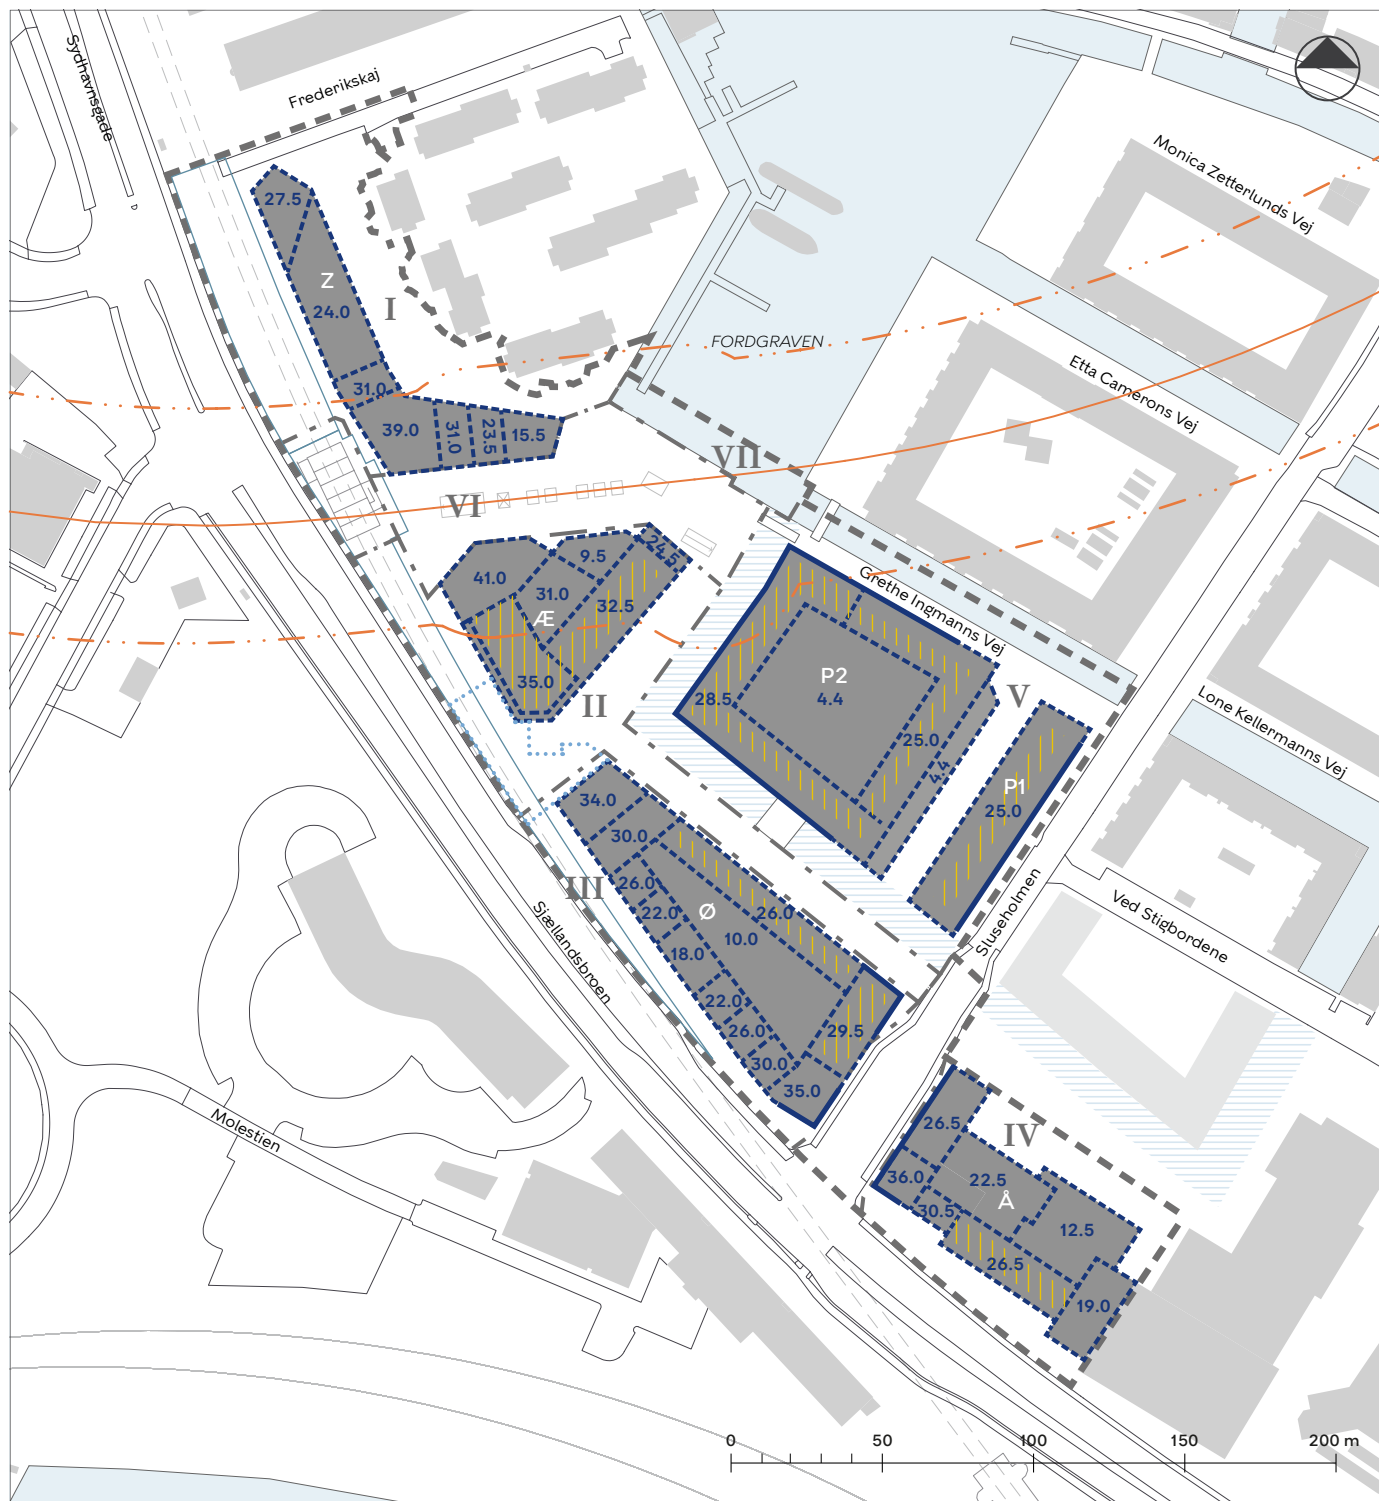 Sydhavnsgade
Frederikskaj
Monica Zetterlunds Vej
27.5
Z
24.0
I
FORDGRAVEN
Etta Camerons Vej
31.0
39.0
31.0
23.5
15.5
VII
VI
24.5
9.5
41.0
31.0
32.5
Æ
Grethe Ingmanns Vej
35.0
II
P2
4.4
28.5
V
25.0
4.4
Lone Kellermanns Vej
P1
25.0
34.0
30.0
III
26.0
22.0
Ø
26.0
10.0
18.0
Sluseholmen
Ved Stigbordene
Sjællandsbroen
22.0
26.0
29.5
30.0
35.0
Molestien
26.5
IV
36.0
22.5
Å
30.5
12.5
26.5
19.0
0 50 100 150 200 m